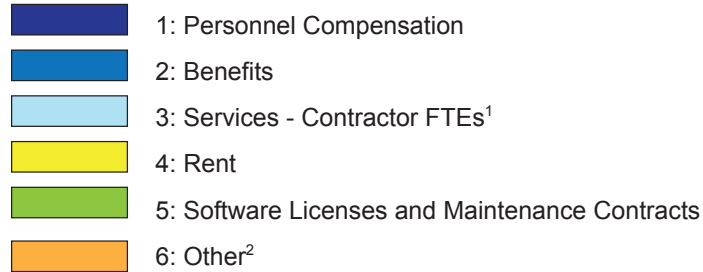 1: Personnel Compensation
2: Benefits
3: Services - Contractor FTEs¹
4: Rent
5: Software Licenses and Maintenance Contracts
6: Other²